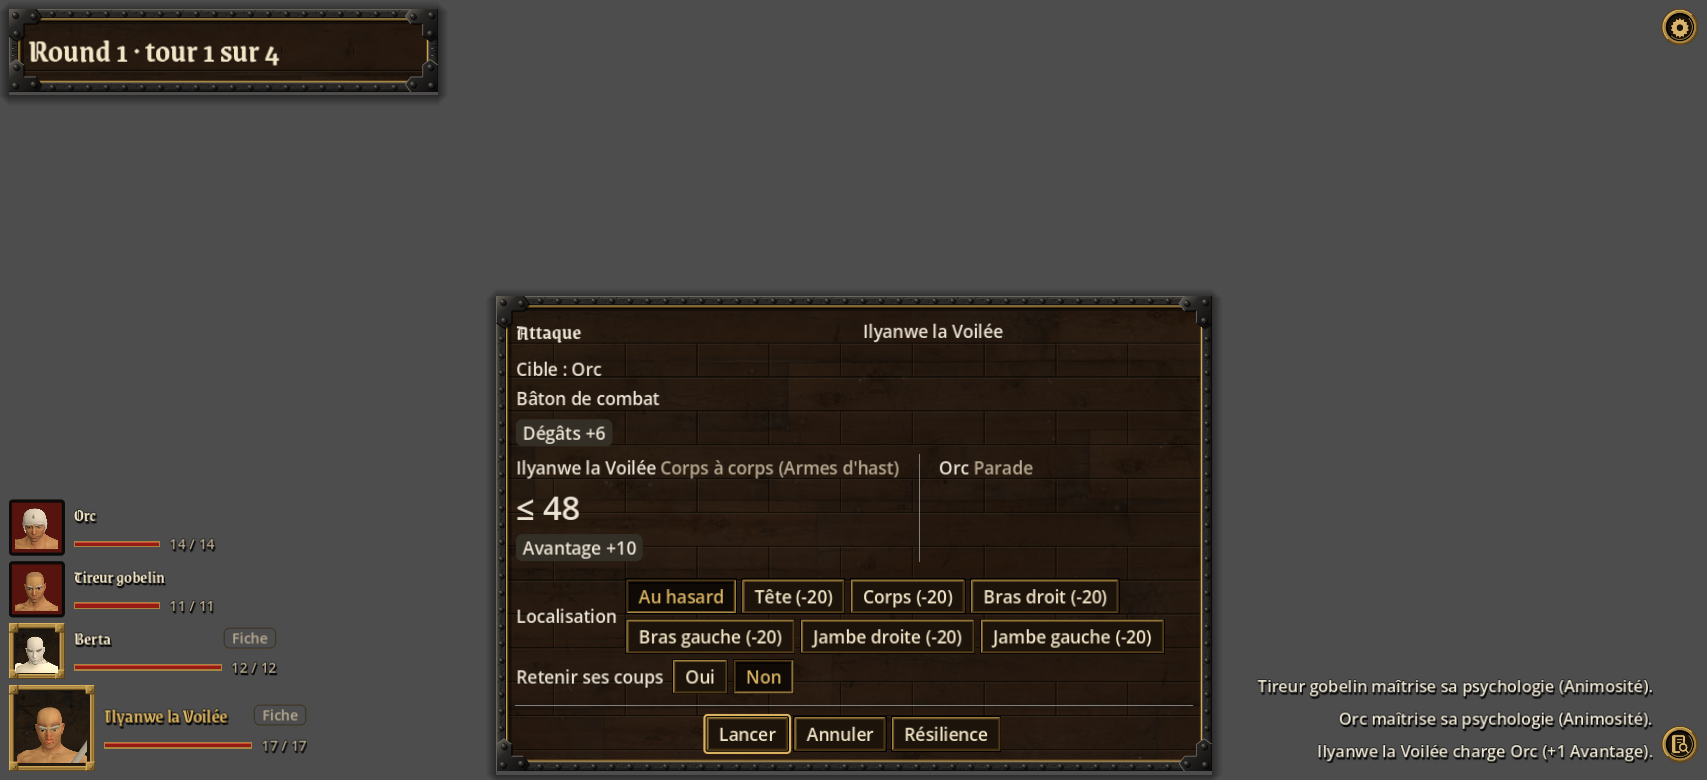 Round 1 · tour 1 sur 4
Attaque
Ilyanwe la Voilée
Cible : Orc
Bâton de combat
Dégâts +6
Ilyanwe la Voilée Corps à corps (Armes d'hast)
Orc Parade
≤ 48
Avantage +10
Localisation
Au hasard Tête (-20) Corps (-20) Bras droit (-20)
Bras gauche (-20) Jambe droite (-20) Jambe gauche (-20)
Retenir ses coups Oui Non
Lancer Annuler Résilience
Orc
14 / 14
Tireur gobelin
11 / 11
Berta Fiche
12 / 12
Ilyanwe la Voilée Fiche
17 / 17
Tireur gobelin maîtrise sa psychologie (Animosité).
Orc maîtrise sa psychologie (Animosité).
Ilyanwe la Voilée charge Orc (+1 Avantage).